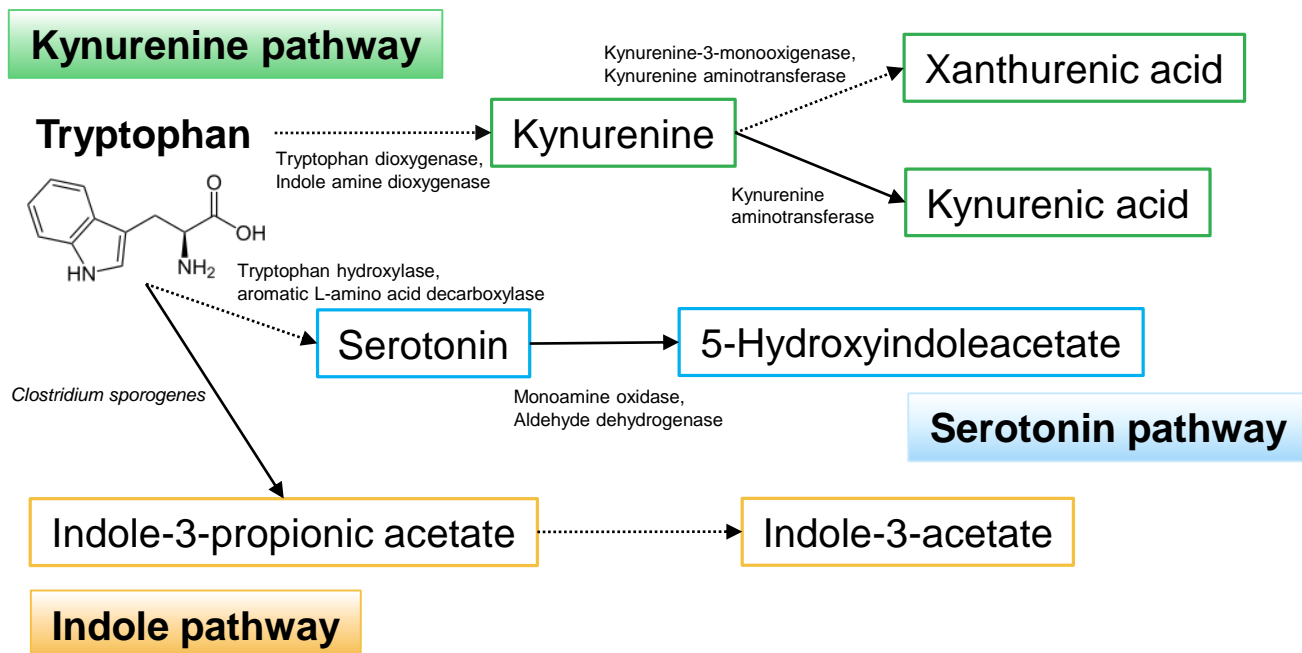 Kynurenine pathway
Kynurenine-3-monooxigenase,
Kynurenine aminotransferase
Xanthurenic acid
Tryptophan
Kynurenine
Tryptophan dioxygenase,
Indole amine dioxygenase
Kynurenine
aminotransferase
Kynurenic acid
O
OH
NH2
HN
Tryptophan hydroxylase,
aromatic L-amino acid decarboxylase
Serotonin
5-Hydroxyindoleacetate
Clostridium sporogenes
Monoamine oxidase,
Aldehyde dehydrogenase
Serotonin pathway
Indole-3-propionic acetate
Indole-3-acetate
Indole pathway